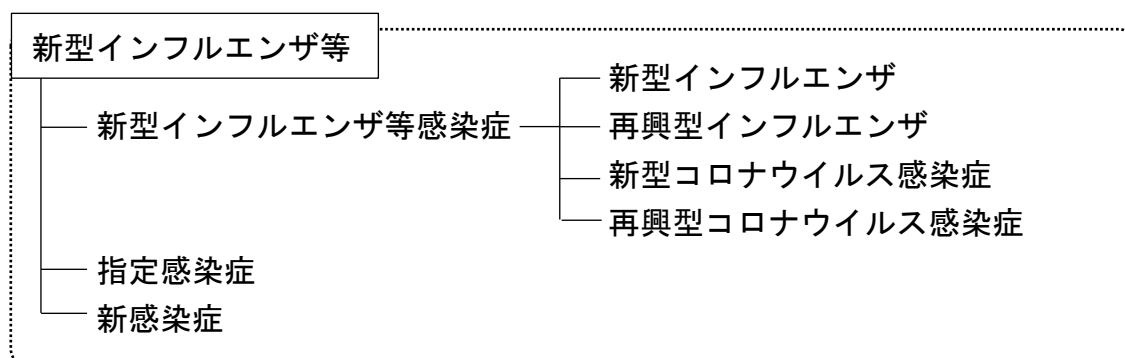 新型インフルエンザ等
新型インフルエンザ等感染症
新型インフルエンザ
再興型インフルエンザ
新型コロナウイルス感染症
再興型コロナウイルス感染症
指定感染症
新感染症